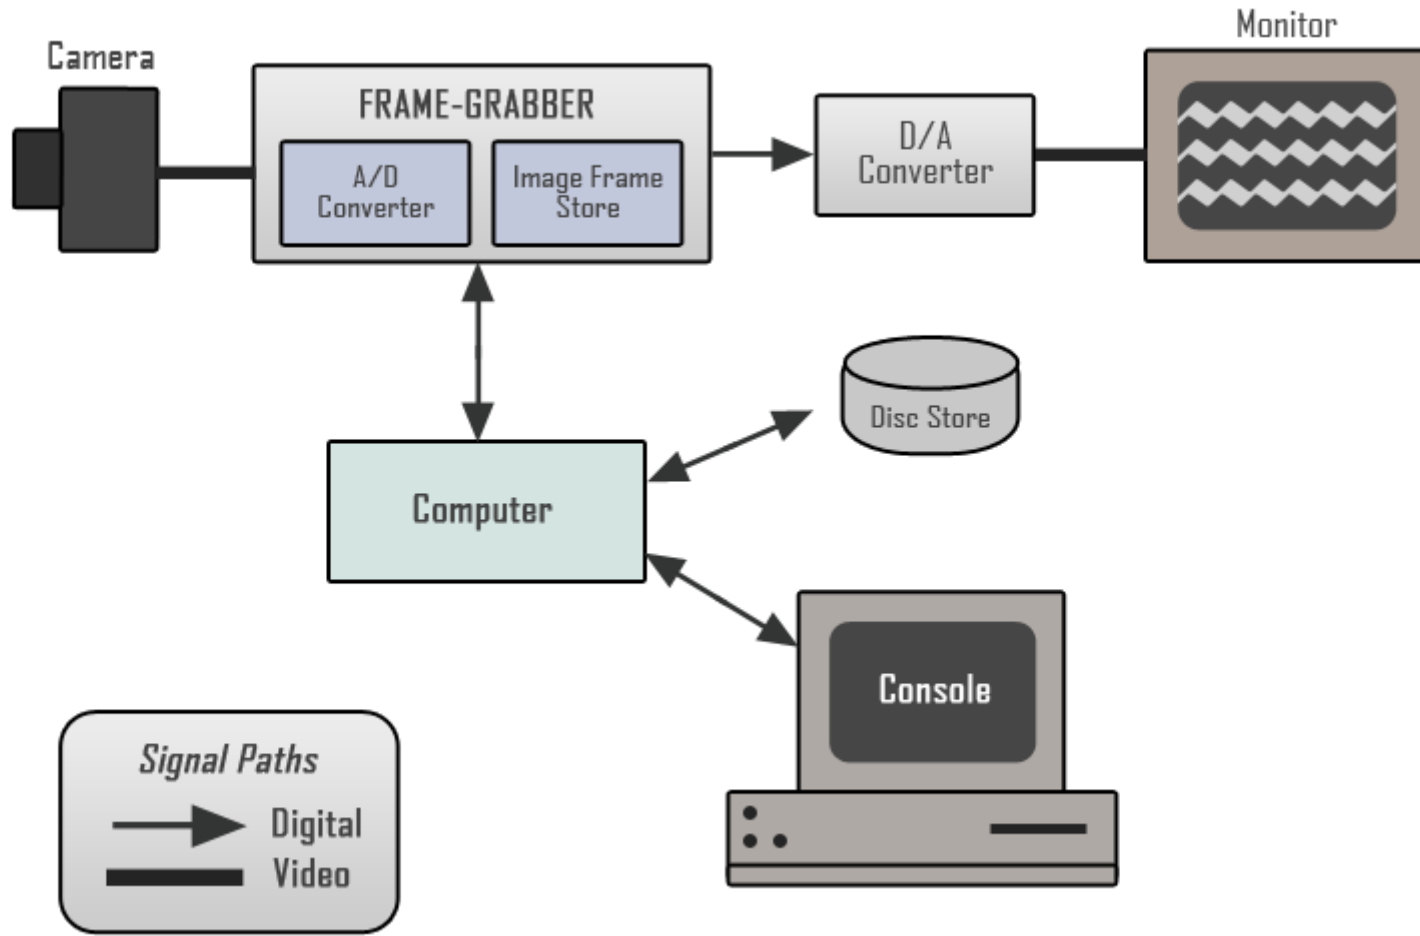 Camera
FRAME-GRABBER
A/D
Converter
Image Frame
Store
D/A
Converter
Monitor
Disc Store
Computer
Console
Signal Paths
Digital
Video